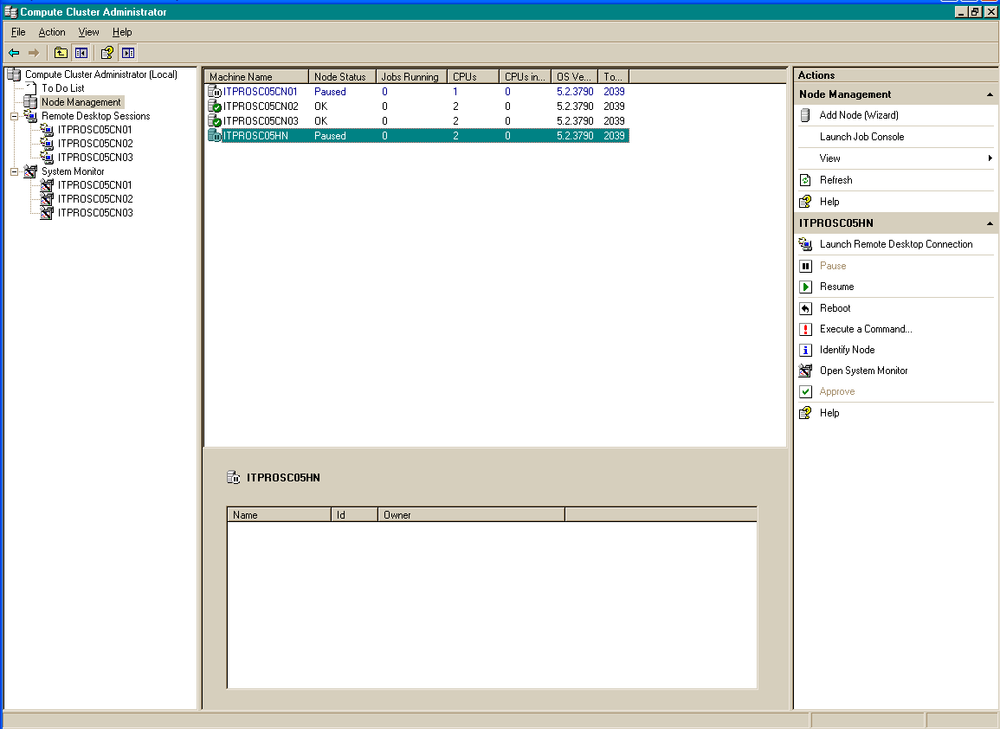 Compute Cluster Administrator
File Action View Help
Compute Cluster Administrator (Local)
To Do List
Node Management
Remote Desktop Sessions
ITPROSC05CN01
ITPROSC05CN02
ITPROSC05CN03
System Monitor
ITPROSC05CN01
ITPROSC05CN02
ITPROSC05CN03
Machine Name Node Status Jobs Running CPUs CPUs in... OS Ve... To...
ITPROSC05CN01 Paused 0 1 0 5.2.3790 2039
ITPROSC05CN02 OK 0 2 0 5.2.3790 2039
ITPROSC05CN03 OK 0 2 0 5.2.3790 2039
ITPROSC05HN Paused 0 2 0 5.2.3790 2039
ITPROSC05HN
Name Id Owner
Actions
Node Management
Add Node (Wizard)
Launch Job Console
View
Refresh
Help
ITPROSC05HN
Launch Remote Desktop Connection
Pause
Resume
Reboot
Execute a Command...
Identify Node
Open System Monitor
Approve
Help